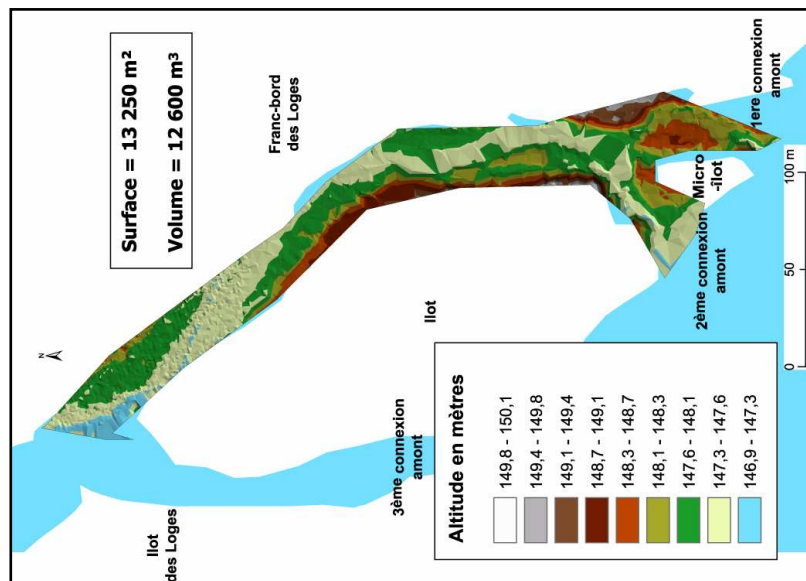 Surface = 13 250 m²
Volume = 12 600 m³
Franc-bord
des Loges
N
1ere connexion
amont
Micro
-îlot
2ème connexion
amont
Ilot
3ème connexion
amont
Ilot
des Loges
0
50
100 m
Altitude en mètres
149,8 - 150,1
149,4 - 149,8
149,1 - 149,4
148,7 - 149,1
148,3 - 148,7
148,1 - 148,3
147,6 - 148,1
147,3 - 147,6
146,9 - 147,3